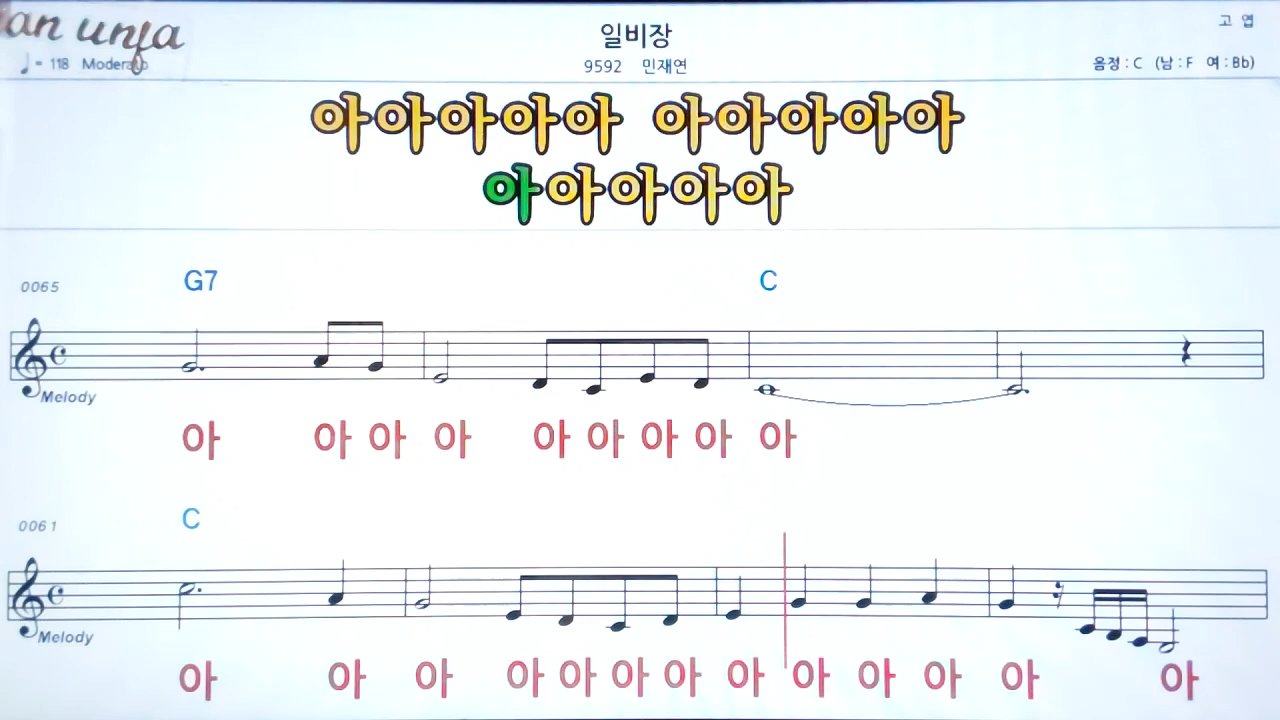 an unfa
일비장
고 엽
♩= 118 Moderato
9592 민재연
음정 : C (남 : F 여 : Bb)
아아아아아 아아아아아
아아아아아
0065 G7 C
Melody
아 아 아 아 아 아 아 아 아
0061 C
Melody
아 아 아 아 아 아 아 아 아 아 아 아 아